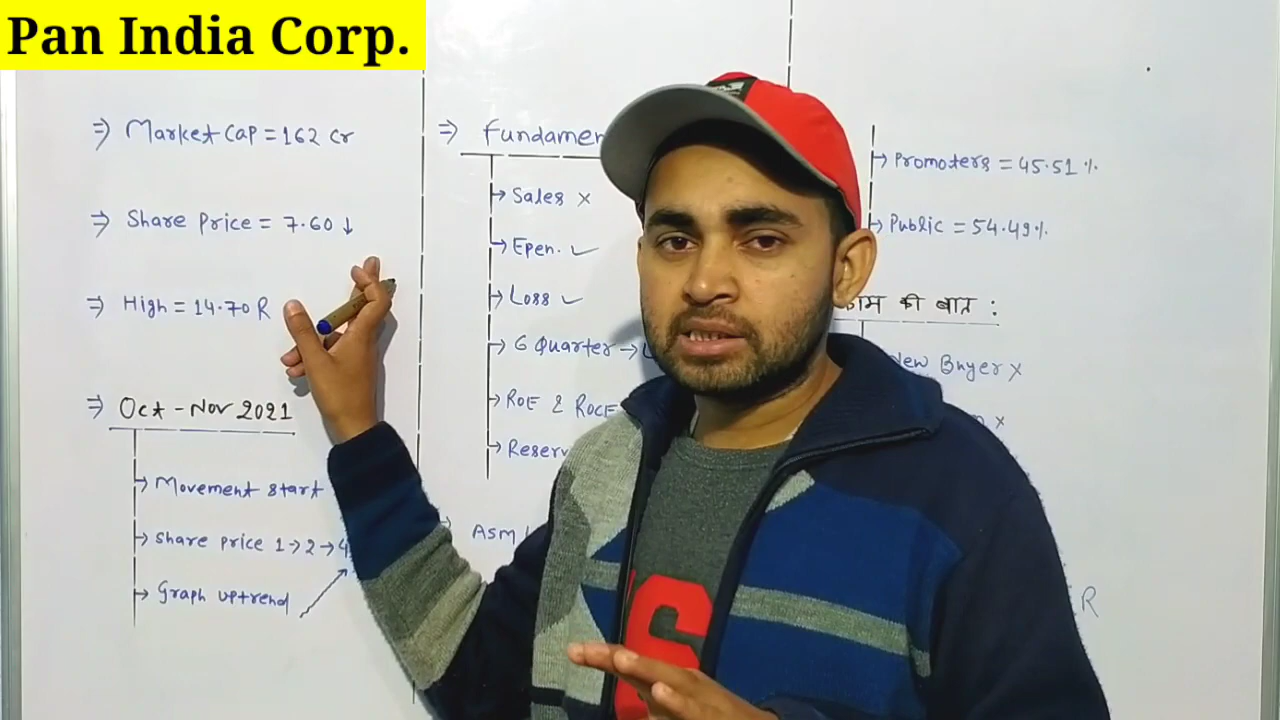 Pan India Corp.
⇒ Market Cap = 162 Cr
⇒ Share Price = 7.60 ↓
⇒ High = 14.70 R
⇒ Oct - Nov 2021
→ Movement start
→ Share price 1→2→4
→ Graph uptrend
⇒ Fundamen
→ Sales ×
→ Epen. ✓
→ Loss ✓
→ 6 Quarter →
→ ROE & ROCE
→ Reserv
ASM
→ Promoters = 45.51 %.
→ Public = 54.49%.
काम की बात :
New Buyer ×
×
R
S